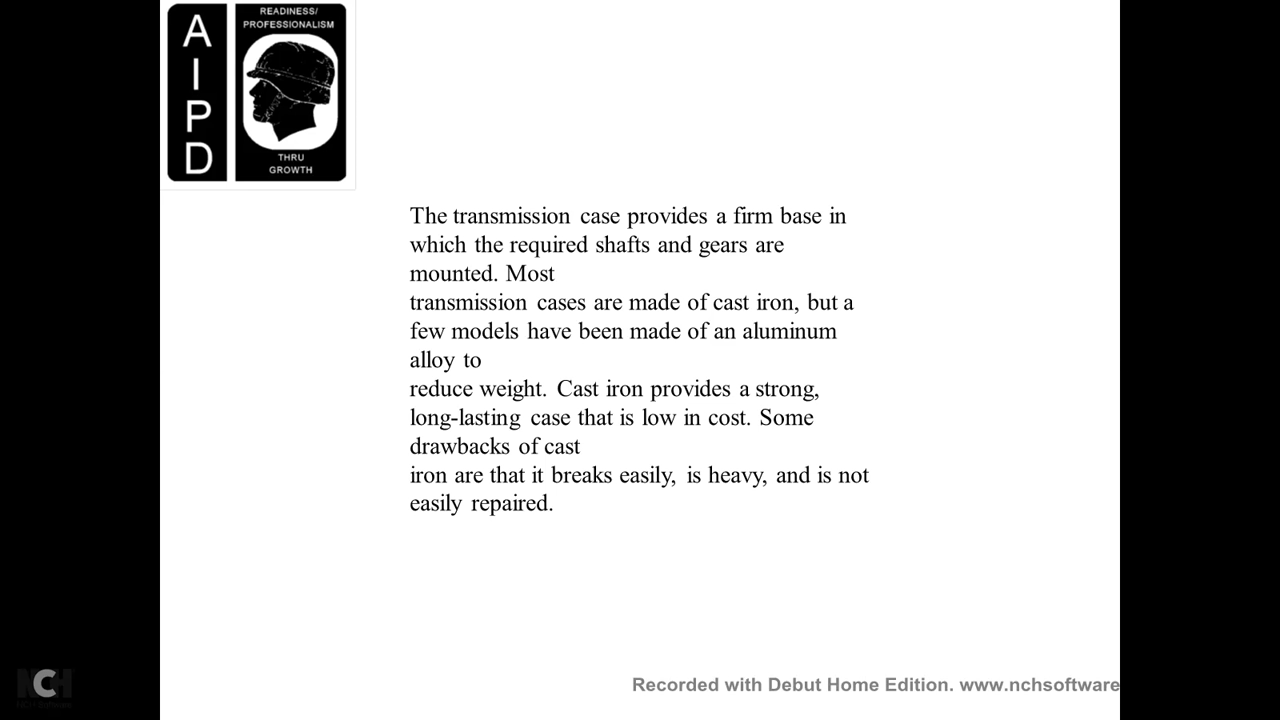 A
I
P
D
READINESS/
PROFESSIONALISM
THRU
GROWTH
The transmission case provides a firm base in
which the required shafts and gears are
mounted. Most
transmission cases are made of cast iron, but a
few models have been made of an aluminum
alloy to
reduce weight. Cast iron provides a strong,
long-lasting case that is low in cost. Some
drawbacks of cast
iron are that it breaks easily, is heavy, and is not
easily repaired.
NCH
NCH Software
Recorded with Debut Home Edition. www.nchsoftware